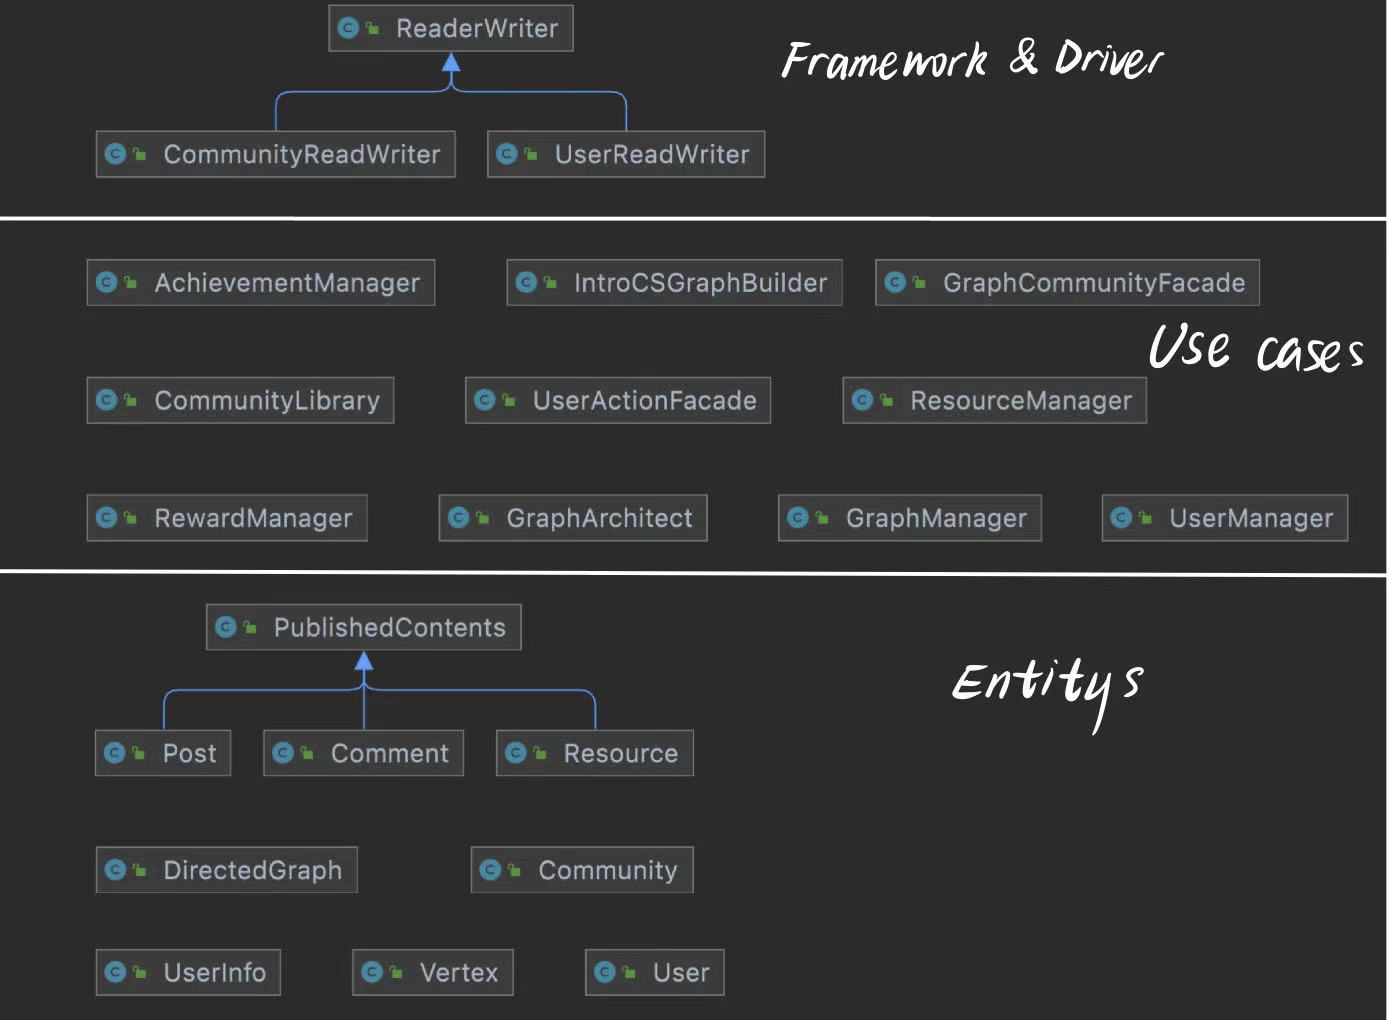 ReaderWriter
Framework & Driver
CommunityReadWriter UserReadWriter
AchievementManager IntroCSGraphBuilder GraphCommunityFacade
Use cases
CommunityLibrary UserActionFacade ResourceManager
RewardManager GraphArchitect GraphManager UserManager
PublishedContents
Entitys
Post Comment Resource
DirectedGraph Community
UserInfo Vertex User